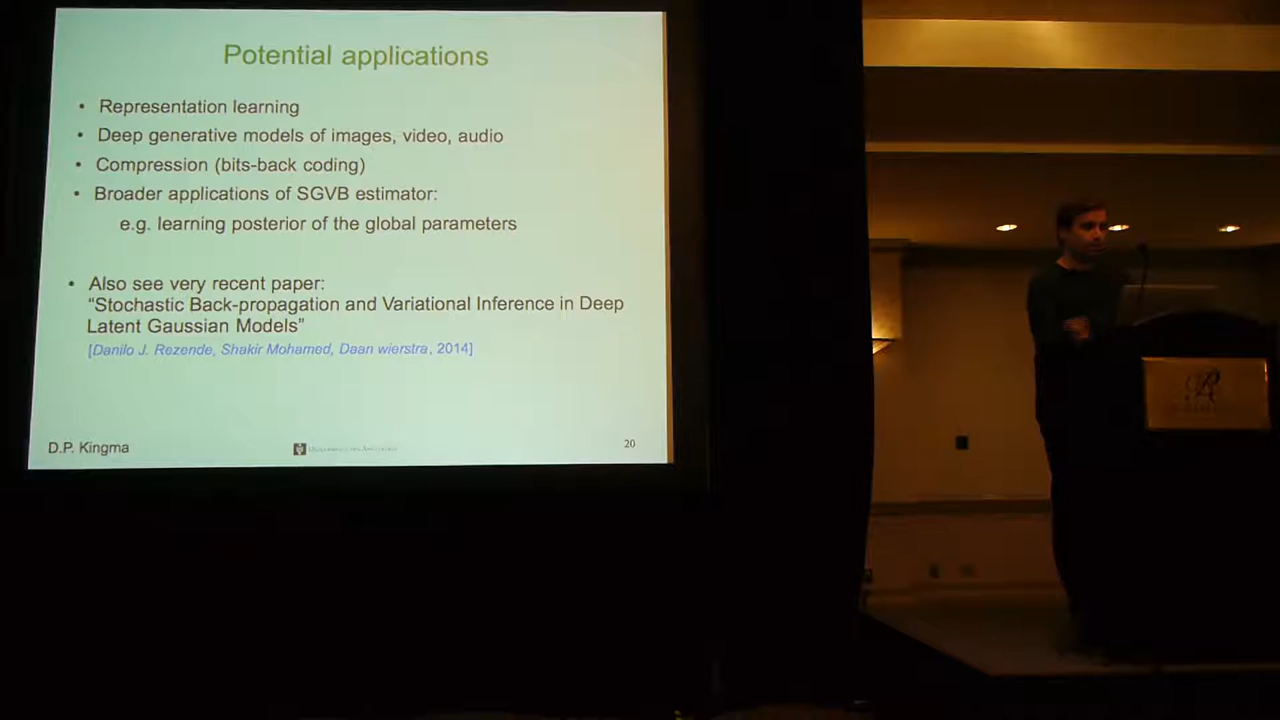 Potential applications
• Representation learning
• Deep generative models of images, video, audio
• Compression (bits-back coding)
• Broader applications of SGVB estimator:
e.g. learning posterior of the global parameters
• Also see very recent paper:
“Stochastic Back-propagation and Variational Inference in Deep
Latent Gaussian Models”
[Danilo J. Rezende, Shakir Mohamed, Daan wierstra, 2014]
D.P. Kingma
20